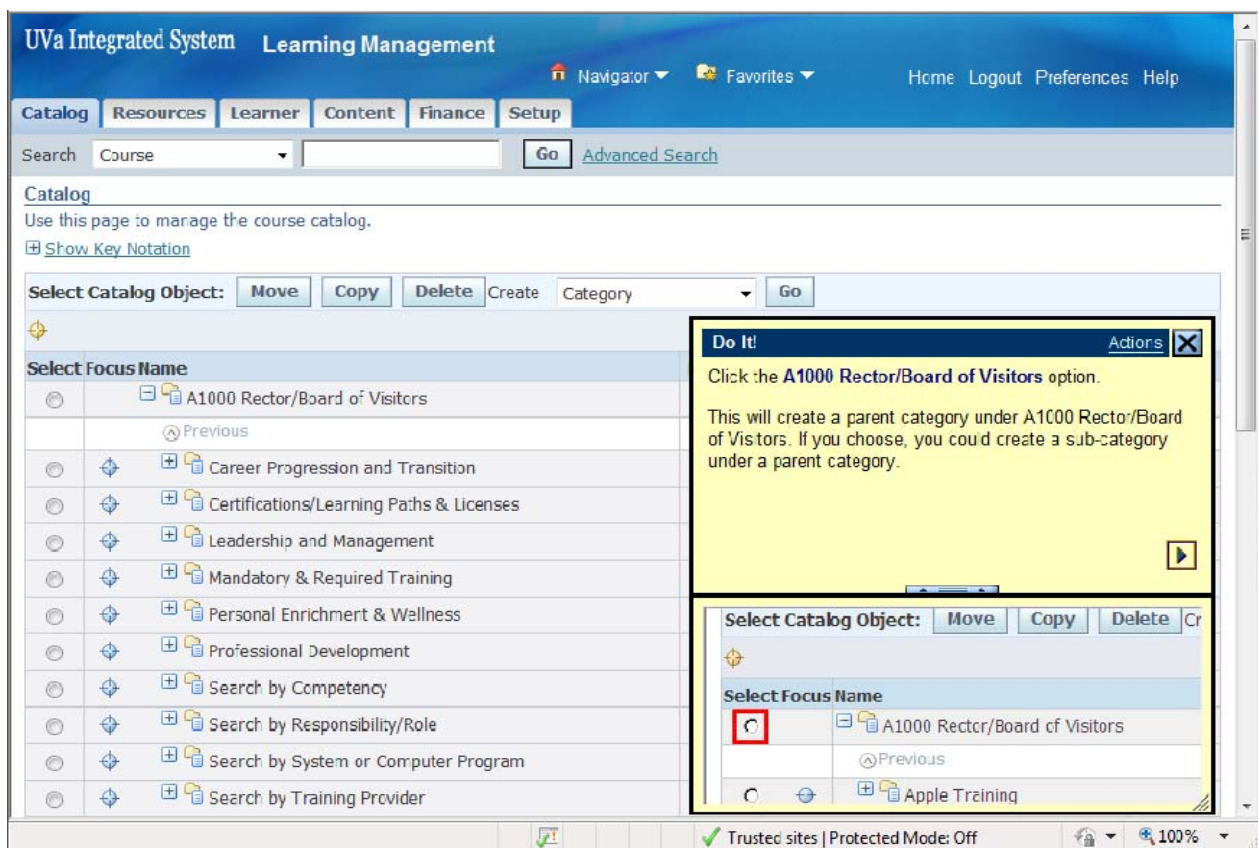 UVa Integrated System Learning Management
Navigator Favorites Home Logout Preferences Help
Catalog Resources Learner Content Finance Setup
Search Course Go Advanced Search
Catalog
Use this page to manage the course catalog.
Show Key Notation
Select Catalog Object: Move Copy Delete Create Category Go
Select Focus Name
A1000 Rector/Board of Visitors
Previous
Career Progression and Transition
Certifications/Learning Paths & Licenses
Leadership and Management
Mandatory & Required Training
Personal Enrichment & Wellness
Professional Development
Search by Competency
Search by Responsibility/Role
Search by System or Computer Program
Search by Training Provider
Do It! Actions
Click the A1000 Rector/Board of Visitors option.
This will create a parent category under A1000 Rector/Board
of Visitors. If you choose, you could create a sub-category
under a parent category.
Select Catalog Object: Move Copy Delete Cr
Select Focus Name
A1000 Rector/Board of Visitors
Previous
Apple Training
Trusted sites | Protected Mode: Off 100%